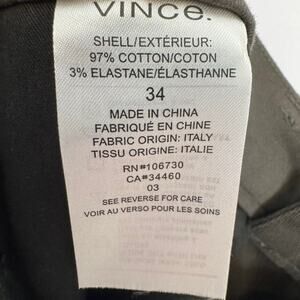 VINCE.
SHELL/EXTÉRIEUR:
97% COTTON/COTON
3% ELASTANE/ÉLASTHANNE
34
MADE IN CHINA
FABRIQUÉ EN CHINE
FABRIC ORIGIN: ITALY
TISSU ORIGINE: ITALIE
RN#106730
CA#34460
03
SEE REVERSE FOR CARE
VOIR AU VERSO POUR LES SOINS